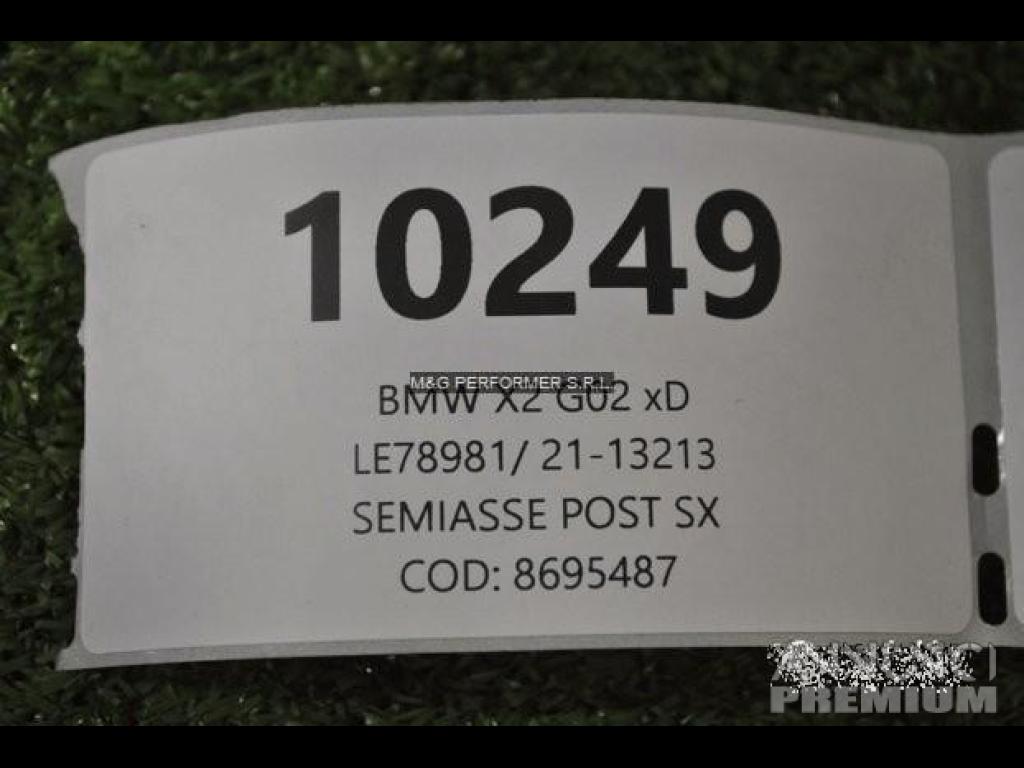 10249
M&G PERFORMER S.R.L.
BMW X2 G02 xD
LE78981/ 21-13213
SEMIASSE POST SX
COD: 8695487
PREMIUM